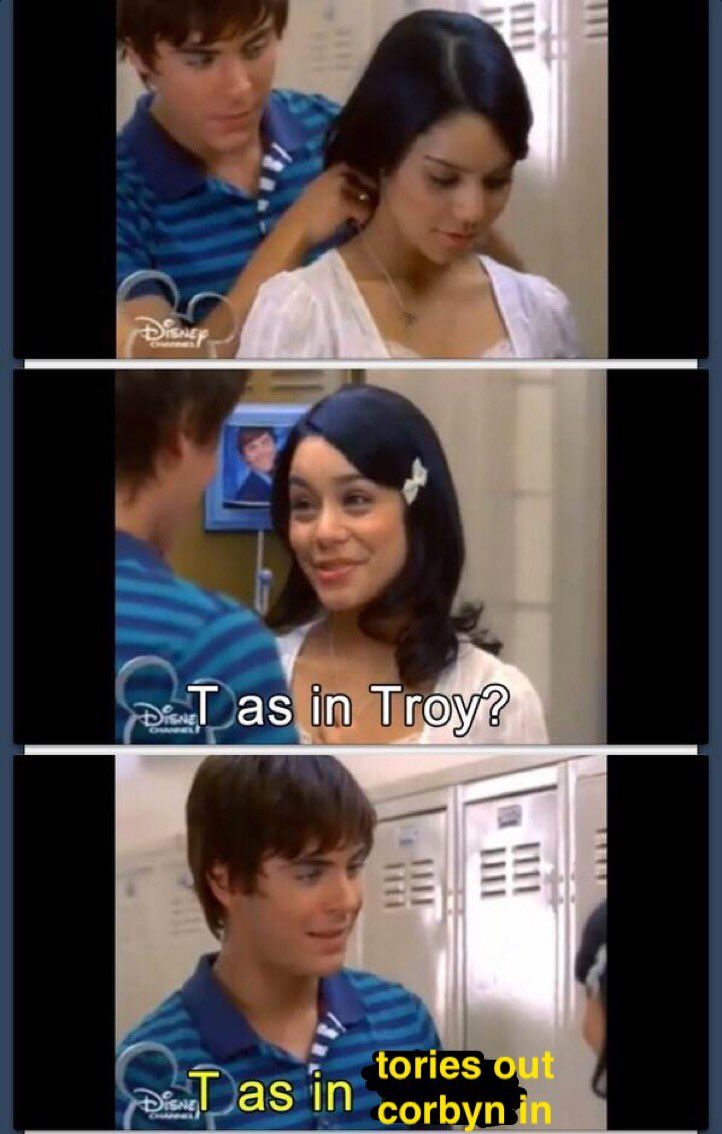 Disney
CHANNEL
T as in Troy?
Disney
CHANNEL
T as in tories out
corbyn in
Disney
CHANNEL